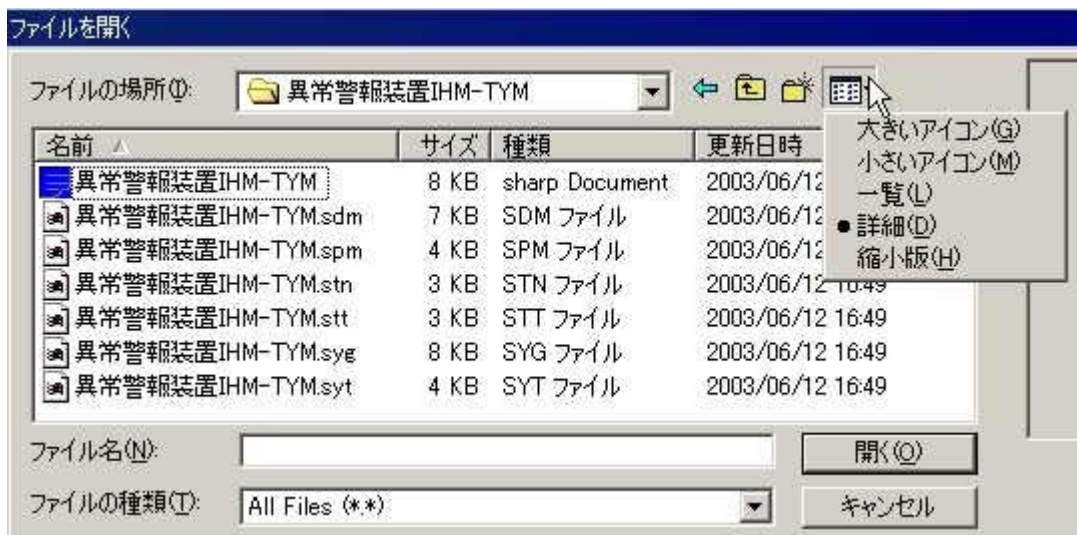 ファイルを開く
ファイルの場所(I): 異常警報装置IHM-TYM
大きいアイコン(G)
小さいアイコン(M)
一覧(L)
詳細(D)
縮小版(H)
名前 サイズ 種類 更新日時
異常警報装置IHM-TYM 8 KB sharp Document 2003/06/12
異常警報装置IHM-TYM.sdm 7 KB SDM ファイル 2003/06/12
異常警報装置IHM-TYM.spm 4 KB SPM ファイル 2003/06/12
異常警報装置IHM-TYM.stn 3 KB STN ファイル 2003/06/12 16:49
異常警報装置IHM-TYM.stt 3 KB STT ファイル 2003/06/12 16:49
異常警報装置IHM-TYM.syg 8 KB SYG ファイル 2003/06/12 16:49
異常警報装置IHM-TYM.syt 4 KB SYT ファイル 2003/06/12 16:49
ファイル名(N): 開く(O)
ファイルの種類(T): All Files (*.*) キャンセル